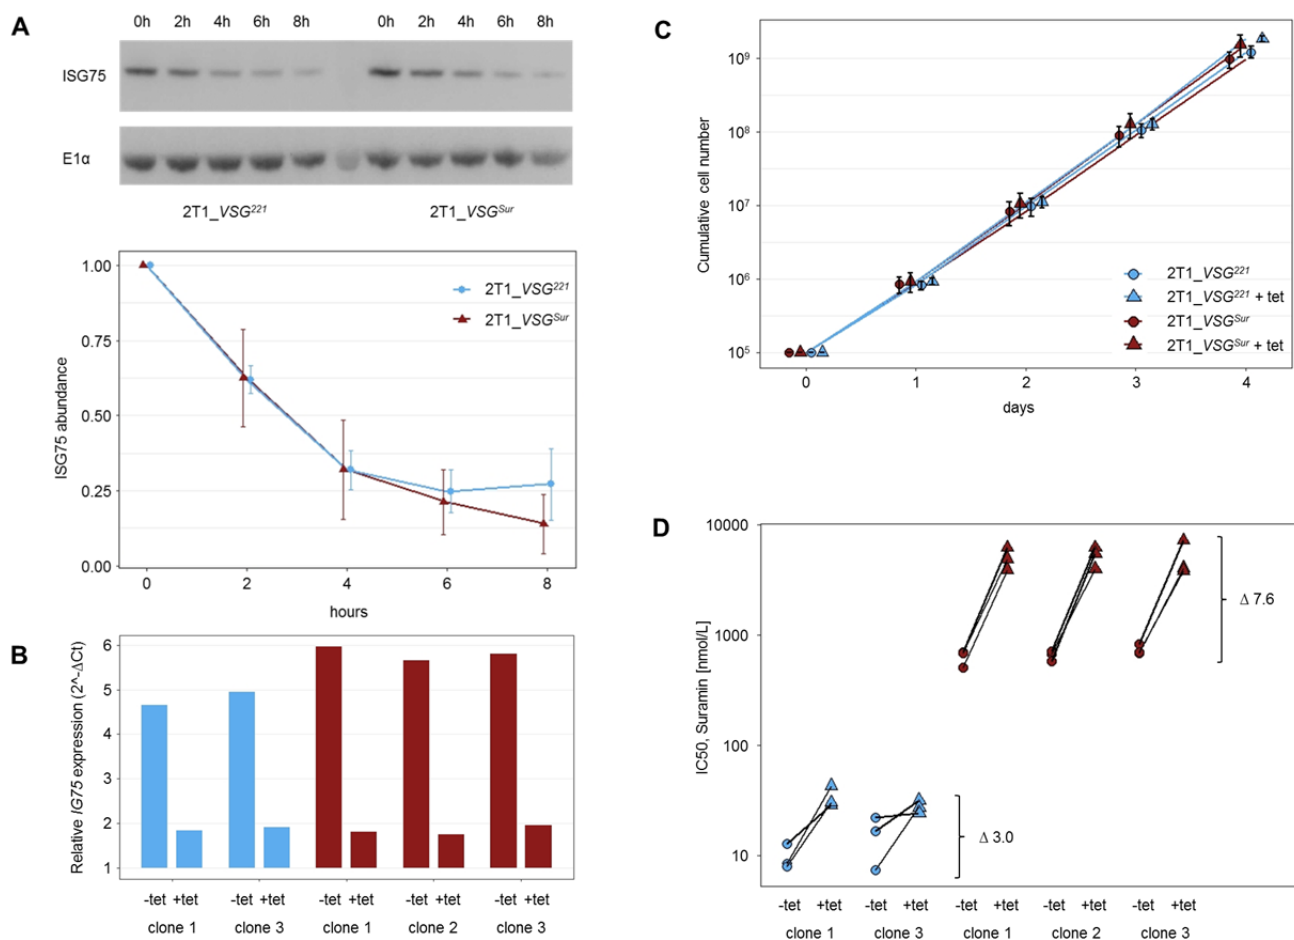 A
0h 2h 4h 6h 8h 0h 2h 4h 6h 8h
ISG75
E1α
2T1_VSG²²¹ 2T1_VSGˢᵘʳ
1.00
0.75
0.50
0.25
0.00
ISG75 abundance
2T1_VSG²²¹
2T1_VSGˢᵘʳ
0 2 4 6 8
hours
B
Relative IG75 expression (2^-ΔCt)
6
5
4
3
2
1
-tet +tet -tet +tet -tet +tet -tet +tet -tet +tet
clone 1 clone 3 clone 1 clone 2 clone 3
C
Cumulative cell number
10⁹
10⁸
10⁷
10⁶
10⁵
2T1_VSG²²¹
2T1_VSG²²¹ + tet
2T1_VSGˢᵘʳ
2T1_VSGˢᵘʳ + tet
0 1 2 3 4
days
D
IC50, Suramin [nmol/L]
10000
1000
100
10
Δ 7.6
Δ 3.0
-tet +tet -tet +tet -tet +tet -tet +tet -tet +tet
clone 1 clone 3 clone 1 clone 2 clone 3